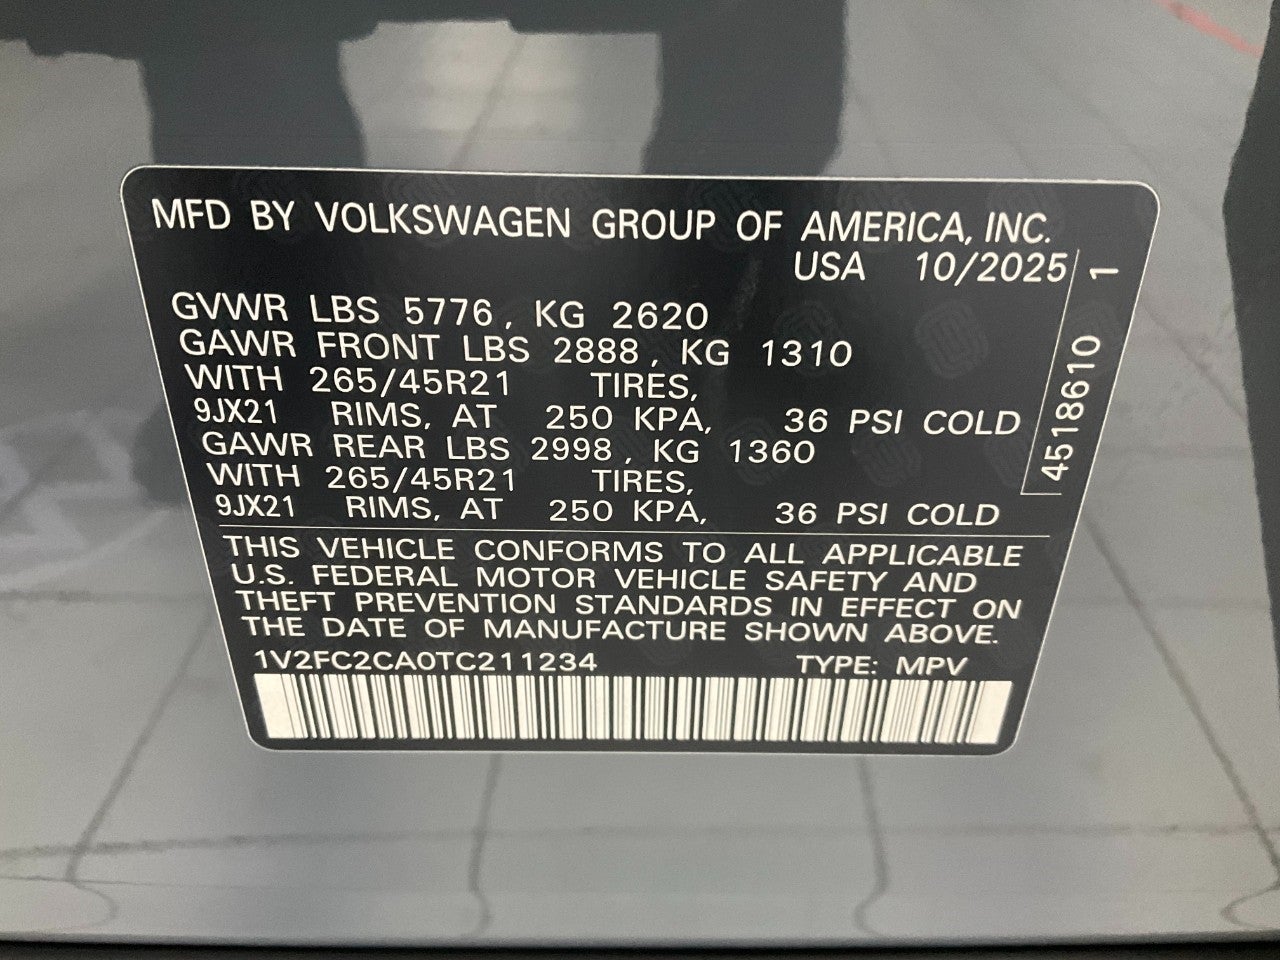 MFD BY VOLKSWAGEN GROUP OF AMERICA, INC.
USA 10/2025
GVWR LBS 5776, KG 2620
GAWR FRONT LBS 2888, KG 1310
WITH 265/45R21 TIRES,
9JX21 RIMS, AT 250 KPA, 36 PSI COLD
GAWR REAR LBS 2998, KG 1360
WITH 265/45R21 TIRES,
9JX21 RIMS, AT 250 KPA, 36 PSI COLD
THIS VEHICLE CONFORMS TO ALL APPLICABLE
U.S. FEDERAL MOTOR VEHICLE SAFETY AND
THEFT PREVENTION STANDARDS IN EFFECT ON
THE DATE OF MANUFACTURE SHOWN ABOVE.
1V2FC2CA0TC211234 TYPE: MPV
4518610 1